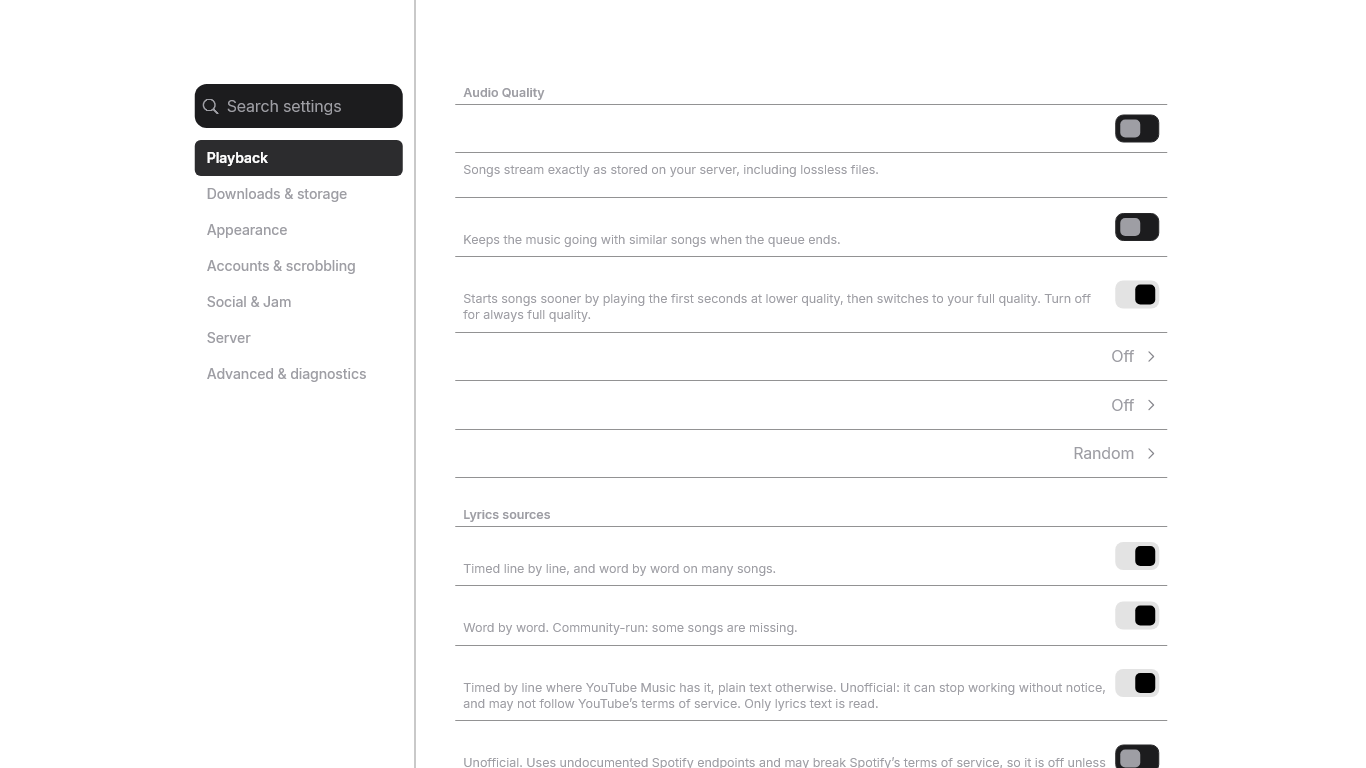 Search settings
Playback
Downloads & storage
Appearance
Accounts & scrobbling
Social & Jam
Server
Advanced & diagnostics
Audio Quality
Songs stream exactly as stored on your server, including lossless files.
Keeps the music going with similar songs when the queue ends.
Starts songs sooner by playing the first seconds at lower quality, then switches to your full quality. Turn off
for always full quality.
Off
Off
Random
Lyrics sources
Timed line by line, and word by word on many songs.
Word by word. Community-run: some songs are missing.
Timed by line where YouTube Music has it, plain text otherwise. Unofficial: it can stop working without notice,
and may not follow YouTube’s terms of service. Only lyrics text is read.
Unofficial. Uses undocumented Spotify endpoints and may break Spotify’s terms of service, so it is off unless